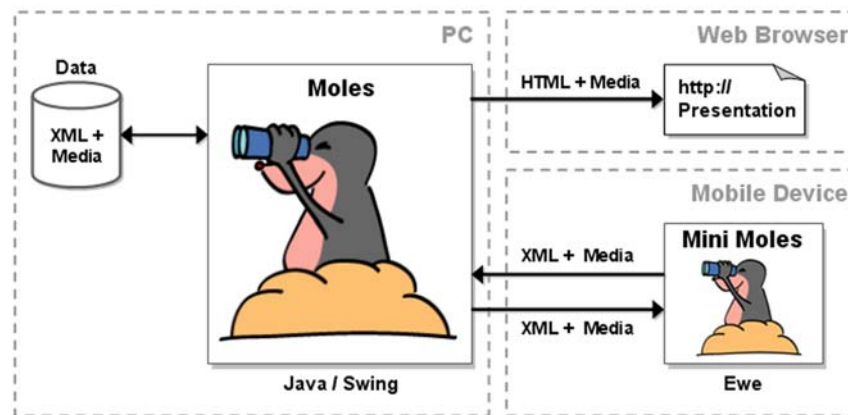 PC
Data
XML +
Media
Moles
Java / Swing
Web Browser
HTML + Media
http://
Presentation
Mobile Device
XML + Media
XML + Media
Mini Moles
Ewe